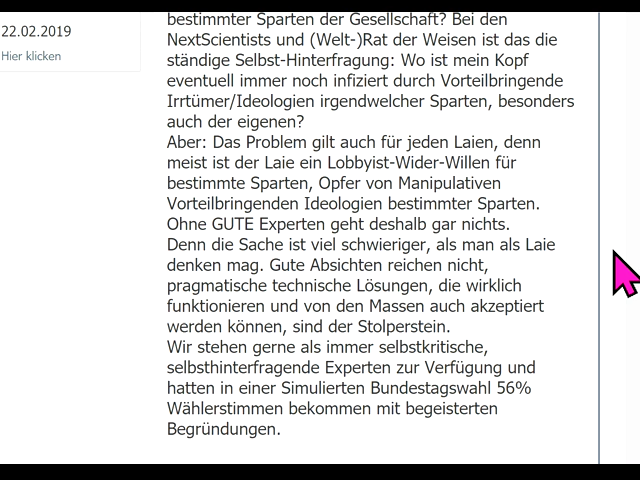 22.02.2019
Hier klicken
bestimmter Sparten der Gesellschaft? Bei den
NextScientists und (Welt-)Rat der Weisen ist das die
ständige Selbst-Hinterfragung: Wo ist mein Kopf
eventuell immer noch infiziert durch Vorteilbringende
Irrtümer/Ideologien irgendwelcher Sparten, besonders
auch der eigenen?
Aber: Das Problem gilt auch für jeden Laien, denn
meist ist der Laie ein Lobbyist-Wider-Willen für
bestimmte Sparten, Opfer von Manipulativen
Vorteilbringenden Ideologien bestimmter Sparten.
Ohne GUTE Experten geht deshalb gar nichts.
Denn die Sache ist viel schwieriger, als man als Laie
denken mag. Gute Absichten reichen nicht,
pragmatische technische Lösungen, die wirklich
funktionieren und von den Massen auch akzeptiert
werden können, sind der Stolperstein.
Wir stehen gerne als immer selbstkritische,
selbsthinterfragende Experten zur Verfügung und
hatten in einer Simulierten Bundestagswahl 56%
Wählerstimmen bekommen mit begeisterten
Begründungen.